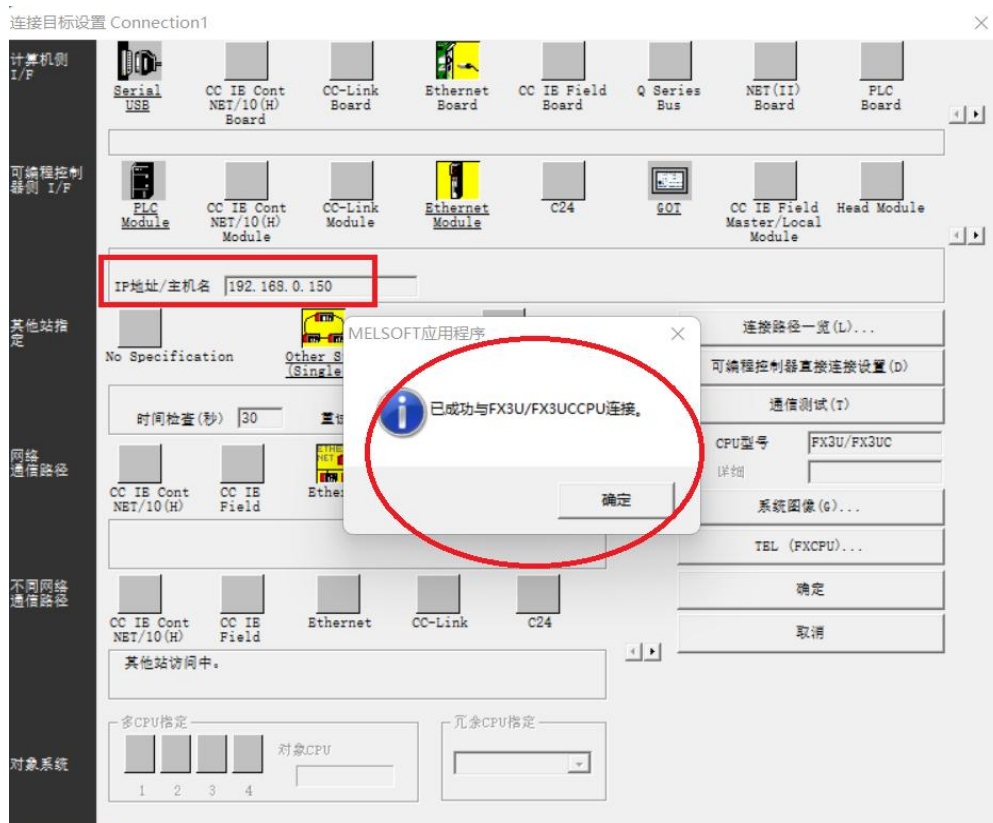 连接目标设置 Connection1
计算机侧
I/F
Serial
USB
CC IE Cont
NET/10(H)
Board
CC-Link
Board
Ethernet
Board
CC IE Field
Board
Q Series
Bus
NET(II)
Board
PLC
Board
可编程控制
器侧 I/F
PLC
Module
CC IE Cont
NET/10(H)
Module
CC-Link
Module
Ethernet
Module
C24
GOT
CC IE Field
Master/Local
Module
Head Module
IP地址/主机名 192.168.0.150
其他站指
定
No Specification
Other S
(Single
MELSOFT应用程序
已成功与FX3U/FX3UCCPU连接。
确定
连接路径一览(L)...
可编程控制器直接连接设置(D)
通信测试(T)
时间检查(秒) 30
CPU型号 FX3U/FX3UC
详细
系统图像(G)...
TEL (FXCPU)...
确定
取消
网络
通信路径
CC IE Cont
NET/10(H)
CC IE
Field
Ethe
不同网络
通信路径
CC IE Cont
NET/10(H)
CC IE
Field
Ethernet
CC-Link
C24
其他站访问中。
对象系统
多CPU指定
1 2 3 4
对象CPU
冗余CPU指定